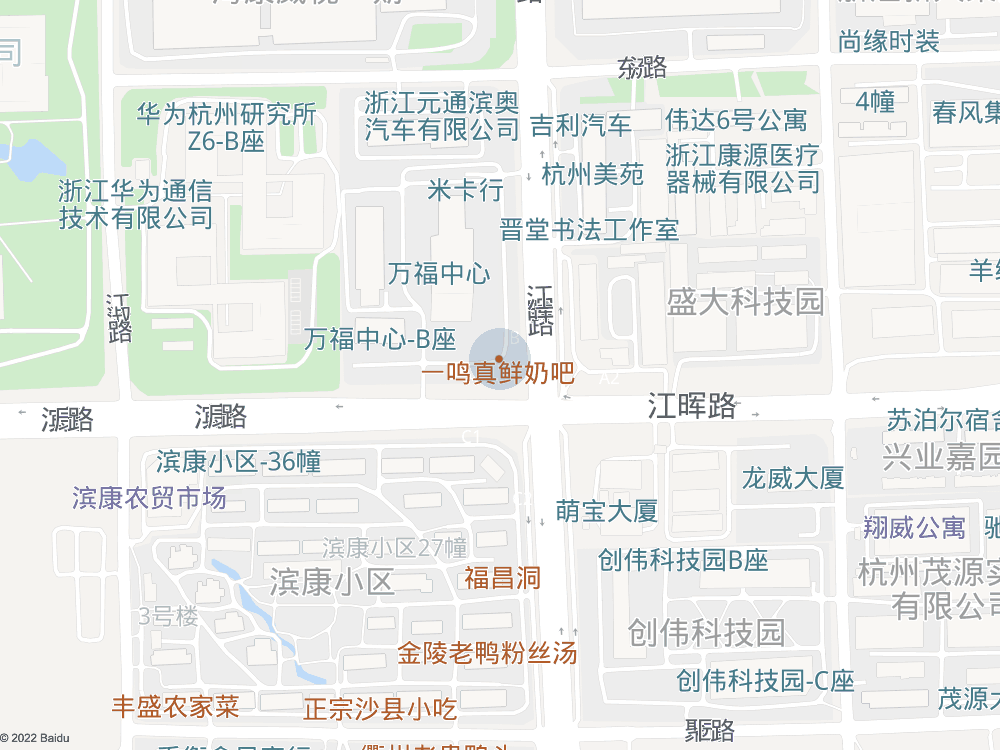 司
尚缘时装
东流路
4幢
春风集
华为杭州研究所
Z6-B座
浙江元通滨奥
汽车有限公司
吉利汽车
伟达6号公寓
浙江康源医疗
器械有限公司
杭州美苑
浙江华为通信
技术有限公司
米卡行
晋堂书法工作室
万福中心
羊绒
江淑路
江晖路
盛大科技园
万福中心-B座
B
一鸣真鲜奶吧
A2
江晖路
滨康路
滨康路
苏泊尔宿舍
兴业嘉园
C1
滨康小区-36幢
龙威大厦
滨康农贸市场
萌宝大厦
翔威公寓
驰
滨康小区27幢
创伟科技园B座
滨康小区
福昌洞
杭州茂源实
有限公司
3号楼
创伟科技园
金陵老鸭粉丝汤
创伟科技园-C座
茂源大
丰盛农家菜
正宗沙县小吃
聚医路
© 2022 Baidu